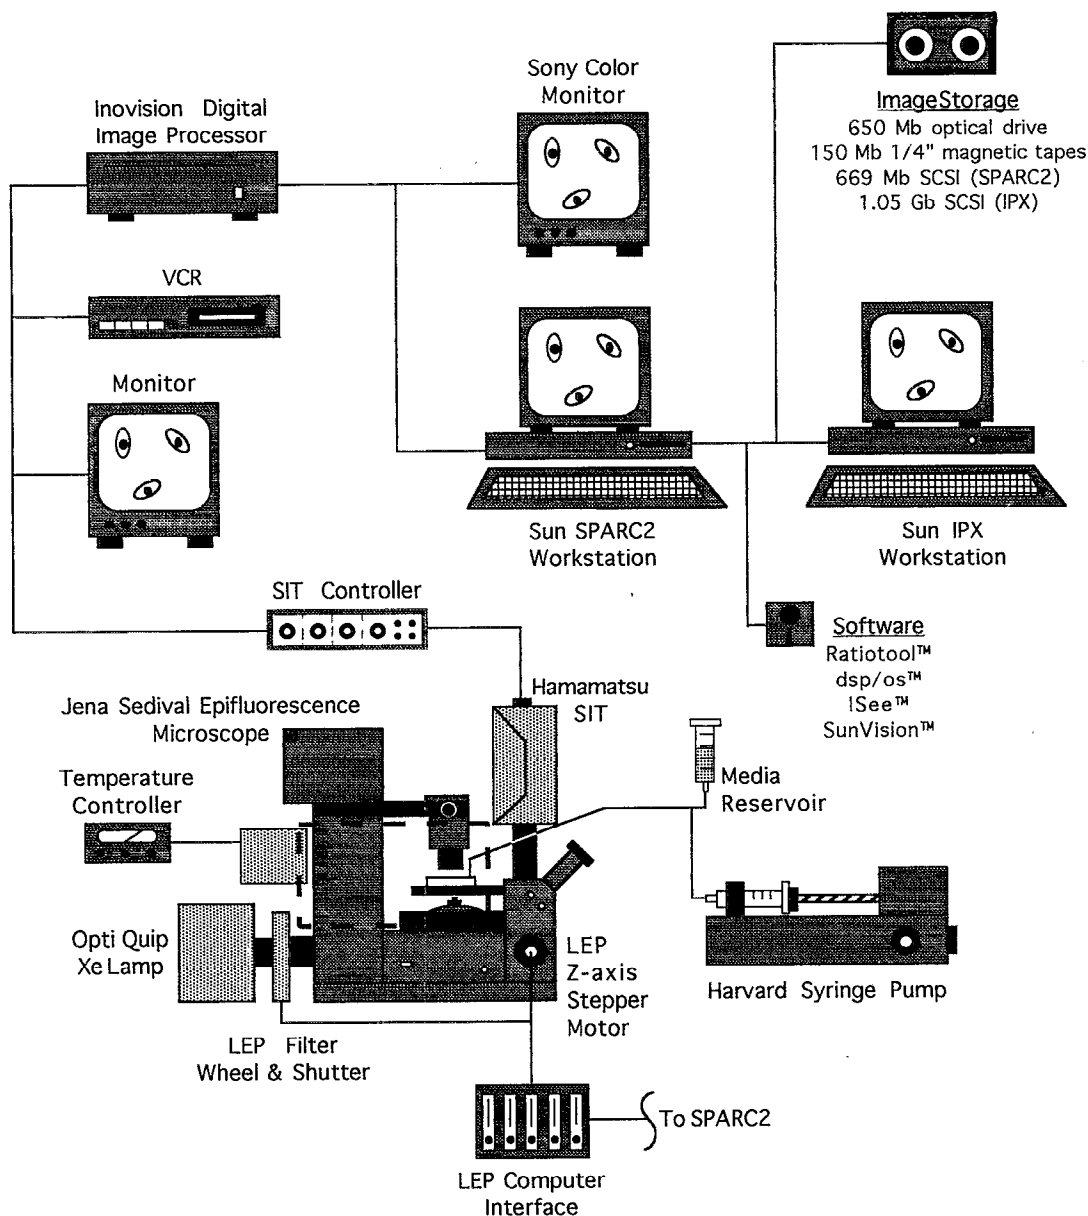 Inovision Digital
Image Processor
Sony Color
Monitor
ImageStorage
650 Mb optical drive
150 Mb 1/4" magnetic tapes
669 Mb SCSI (SPARC2)
1.05 Gb SCSI (IPX)
VCR
Monitor
Sun SPARC2
Workstation
Sun IPX
Workstation
SIT Controller
Software
Ratiotool™
dsp/os™
ISee™
SunVision™
Hamamatsu
SIT
Jena Sedival Epifluorescence
Microscope
Temperature
Controller
Media
Reservoir
Opti Quip
Xe Lamp
LEP
Z-axis
Stepper
Motor
Harvard Syringe Pump
LEP Filter
Wheel & Shutter
To SPARC2
LEP Computer
Interface